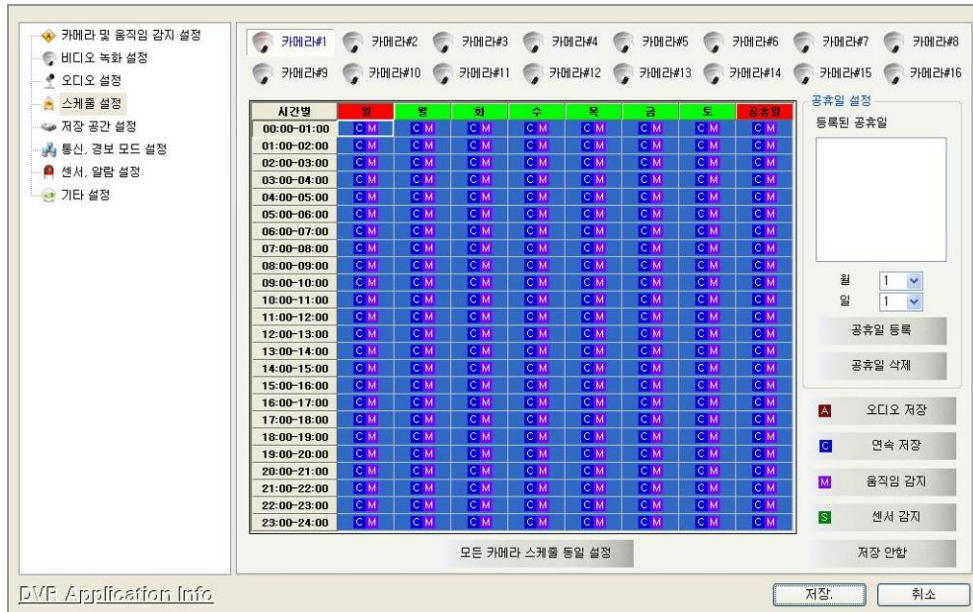 카메라 및 움직임 감지 설정
비디오 녹화 설정
오디오 설정
스케줄 설정
저장 공간 설정
통신, 경보 모드 설정
센서, 알람 설정
기타 설정
카메라#1 카메라#2 카메라#3 카메라#4 카메라#5 카메라#6 카메라#7 카메라#8
카메라#9 카메라#10 카메라#11 카메라#12 카메라#13 카메라#14 카메라#15 카메라#16
시간별 일 월 화 수 목 금 토 공휴일
00:00-01:00 C M C M C M C M C M C M C M C M
01:00-02:00 C M C M C M C M C M C M C M C M
02:00-03:00 C M C M C M C M C M C M C M C M
03:00-04:00 C M C M C M C M C M C M C M C M
04:00-05:00 C M C M C M C M C M C M C M C M
05:00-06:00 C M C M C M C M C M C M C M C M
06:00-07:00 C M C M C M C M C M C M C M C M
07:00-08:00 C M C M C M C M C M C M C M C M
08:00-09:00 C M C M C M C M C M C M C M C M
09:00-10:00 C M C M C M C M C M C M C M C M
10:00-11:00 C M C M C M C M C M C M C M C M
11:00-12:00 C M C M C M C M C M C M C M C M
12:00-13:00 C M C M C M C M C M C M C M C M
13:00-14:00 C M C M C M C M C M C M C M C M
14:00-15:00 C M C M C M C M C M C M C M C M
15:00-16:00 C M C M C M C M C M C M C M C M
16:00-17:00 C M C M C M C M C M C M C M C M
17:00-18:00 C M C M C M C M C M C M C M C M
18:00-19:00 C M C M C M C M C M C M C M C M
19:00-20:00 C M C M C M C M C M C M C M C M
20:00-21:00 C M C M C M C M C M C M C M C M
21:00-22:00 C M C M C M C M C M C M C M C M
22:00-23:00 C M C M C M C M C M C M C M C M
23:00-24:00 C M C M C M C M C M C M C M C M
모든 카메라 스케줄 동일 설정
공휴일 설정
등록된 공휴일
월 1
일 1
공휴일 등록
공휴일 삭제
A 오디오 저장
C 연속 저장
M 움직임 감지
S 센서 감지
저장 안함
DVR Application Info
저장.
취소